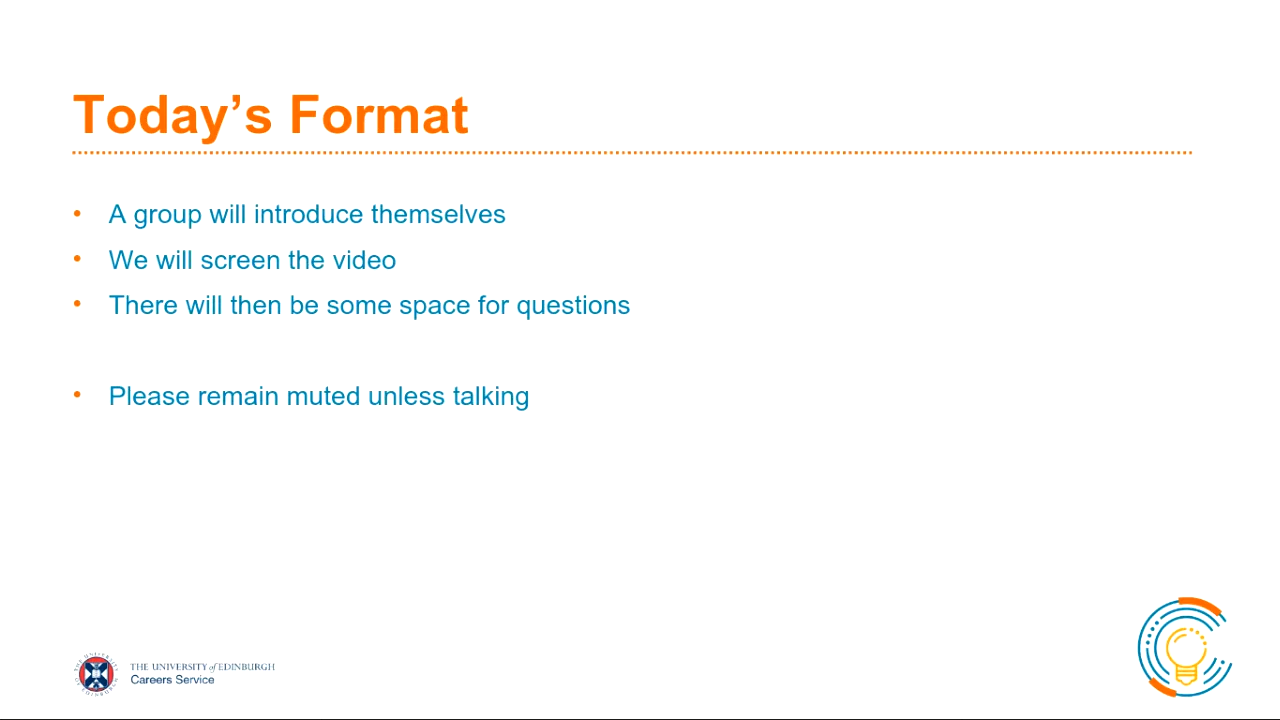 Today’s Format
• A group will introduce themselves
• We will screen the video
• There will then be some space for questions
• Please remain muted unless talking
THE UNIVERSITY of EDINBURGH
Careers Service